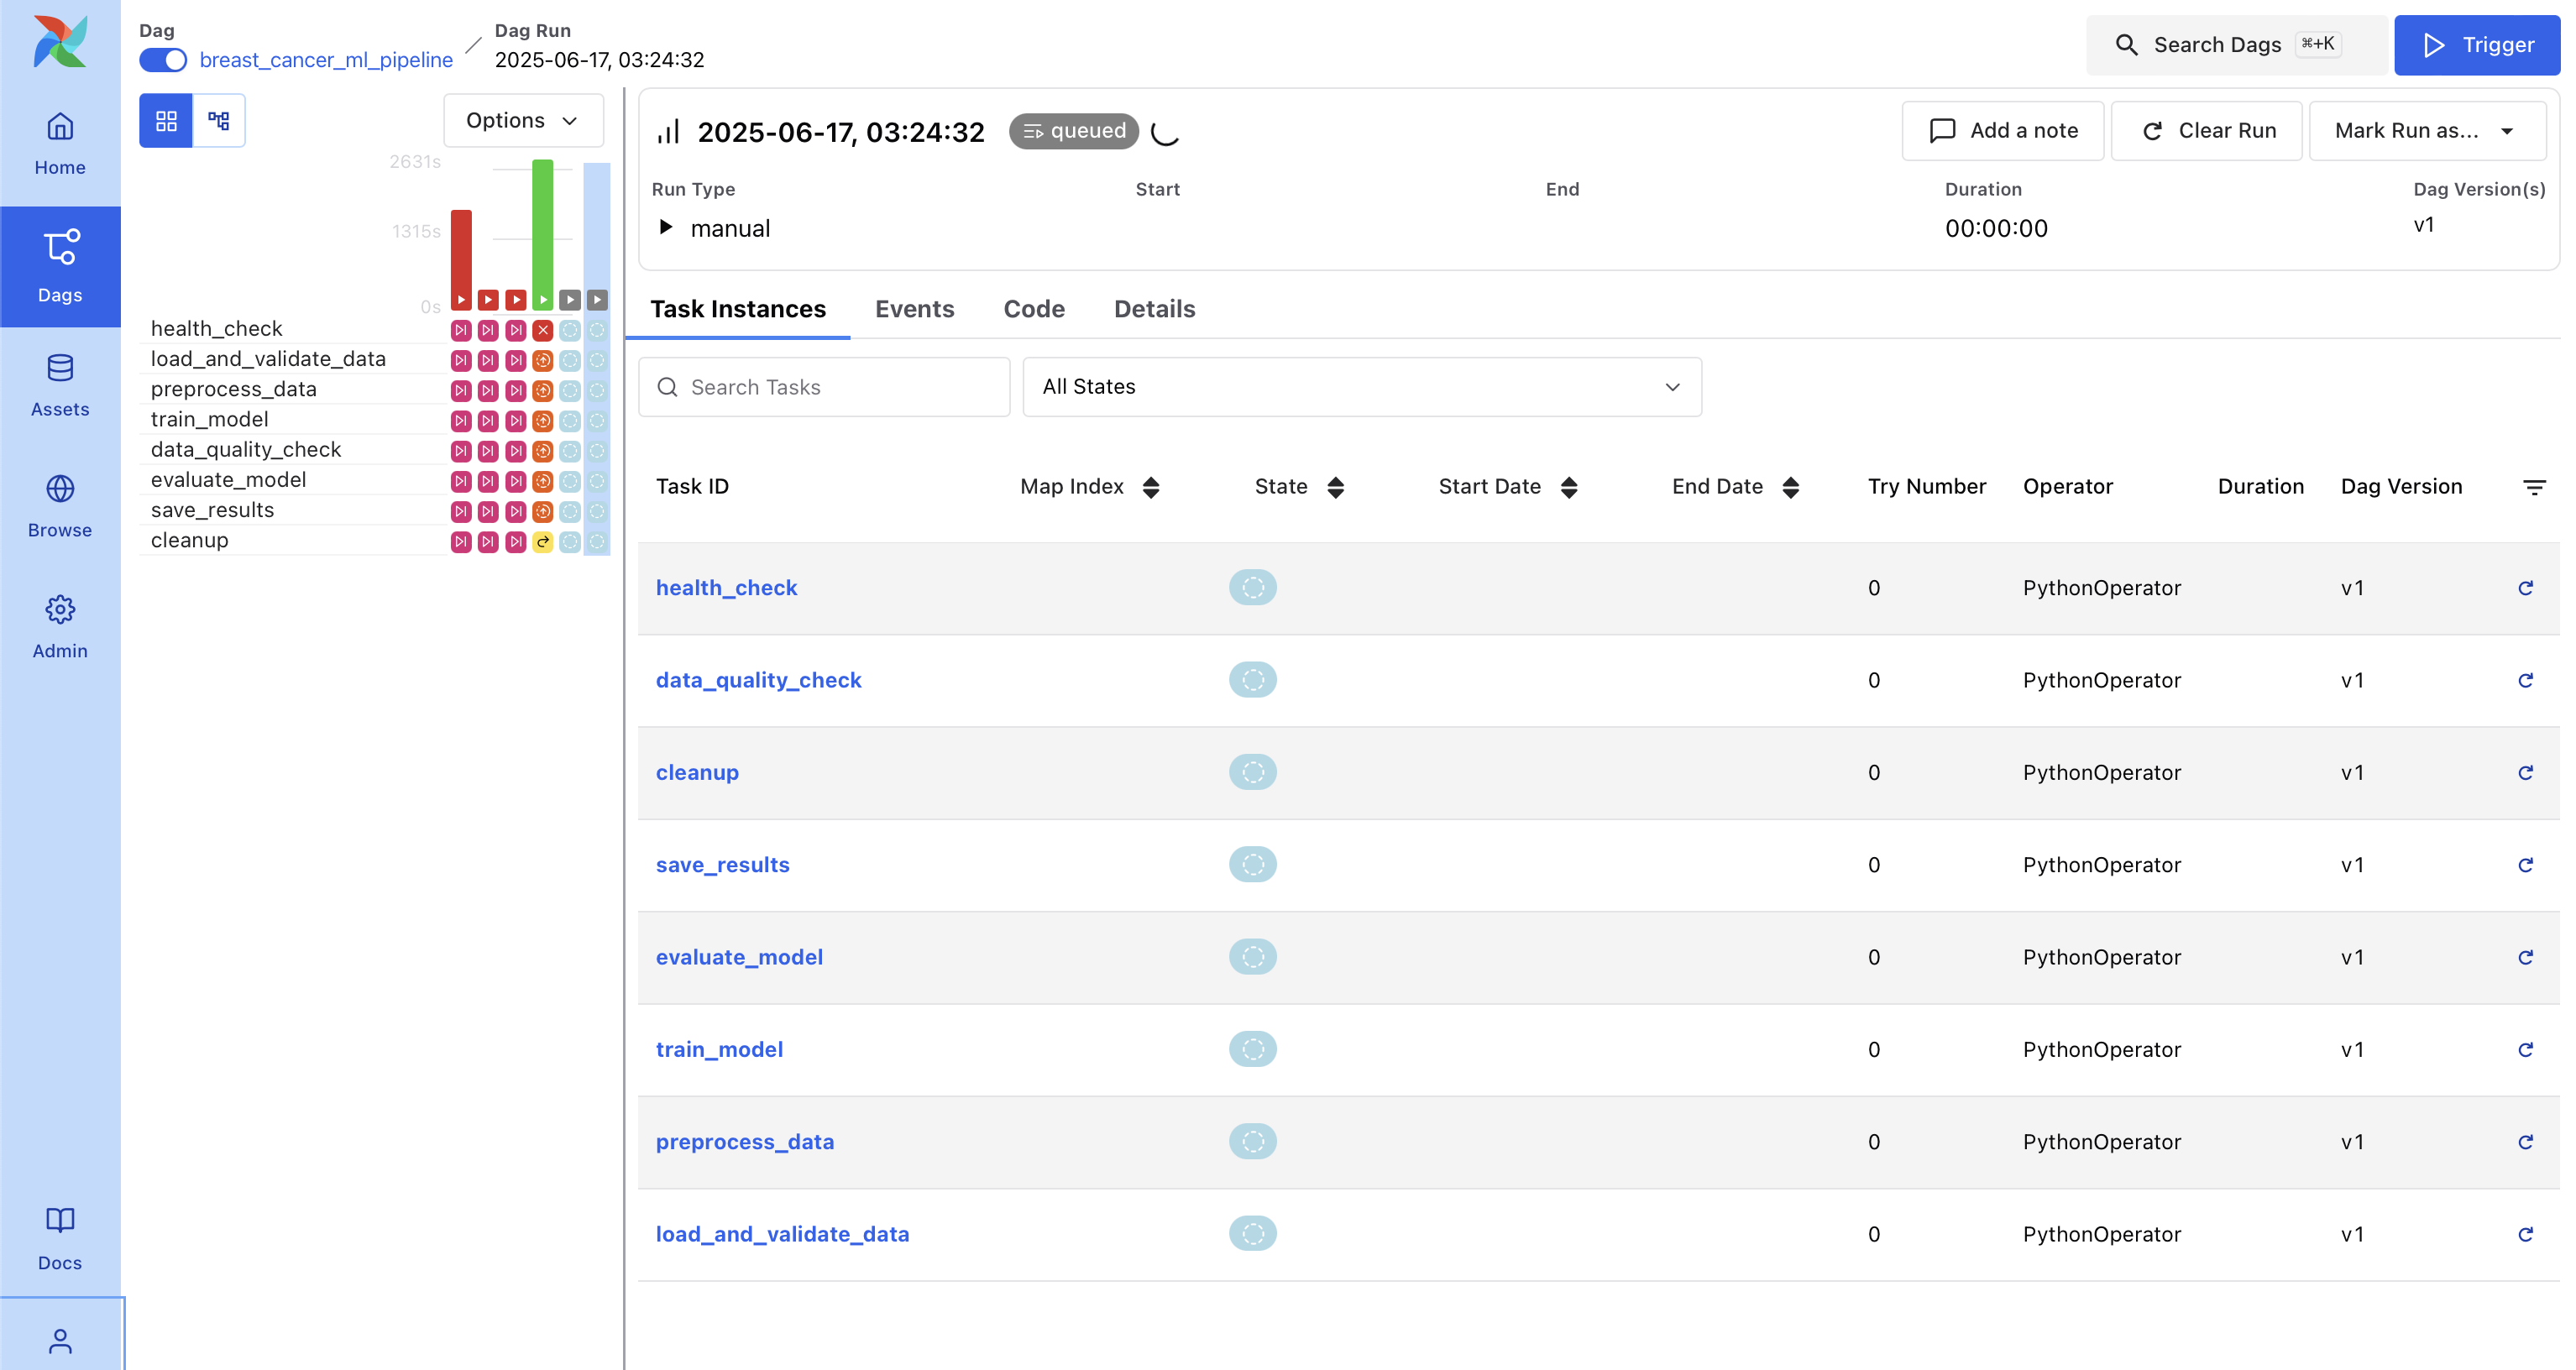 Dag
breast_cancer_ml_pipeline
Dag Run
2025-06-17, 03:24:32
Search Dags ⌘+K
Trigger
Home
Dags
Assets
Browse
Admin
Docs
Options
2631s
1315s
0s
health_check
load_and_validate_data
preprocess_data
train_model
data_quality_check
evaluate_model
save_results
cleanup
2025-06-17, 03:24:32 queued
Add a note
Clear Run
Mark Run as...
Run Type Start End Duration Dag Version(s)
manual 00:00:00 v1
Task Instances Events Code Details
Search Tasks
All States
Task ID Map Index State Start Date End Date Try Number Operator Duration Dag Version
health_check 0 PythonOperator v1
data_quality_check 0 PythonOperator v1
cleanup 0 PythonOperator v1
save_results 0 PythonOperator v1
evaluate_model 0 PythonOperator v1
train_model 0 PythonOperator v1
preprocess_data 0 PythonOperator v1
load_and_validate_data 0 PythonOperator v1